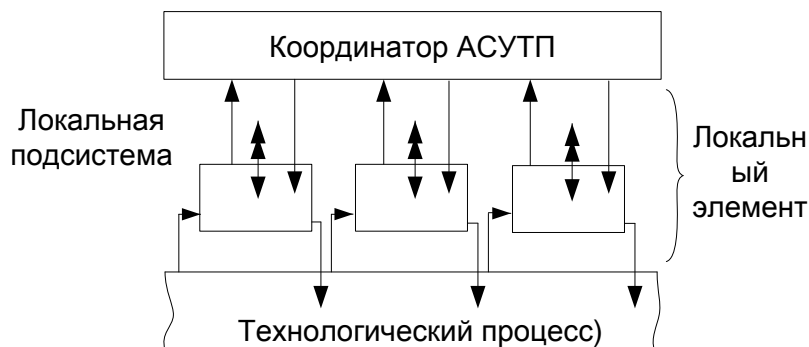 Координатор АСУТП
Локальная
подсистема
Локальн
ый
элемент
Технологический процесс)